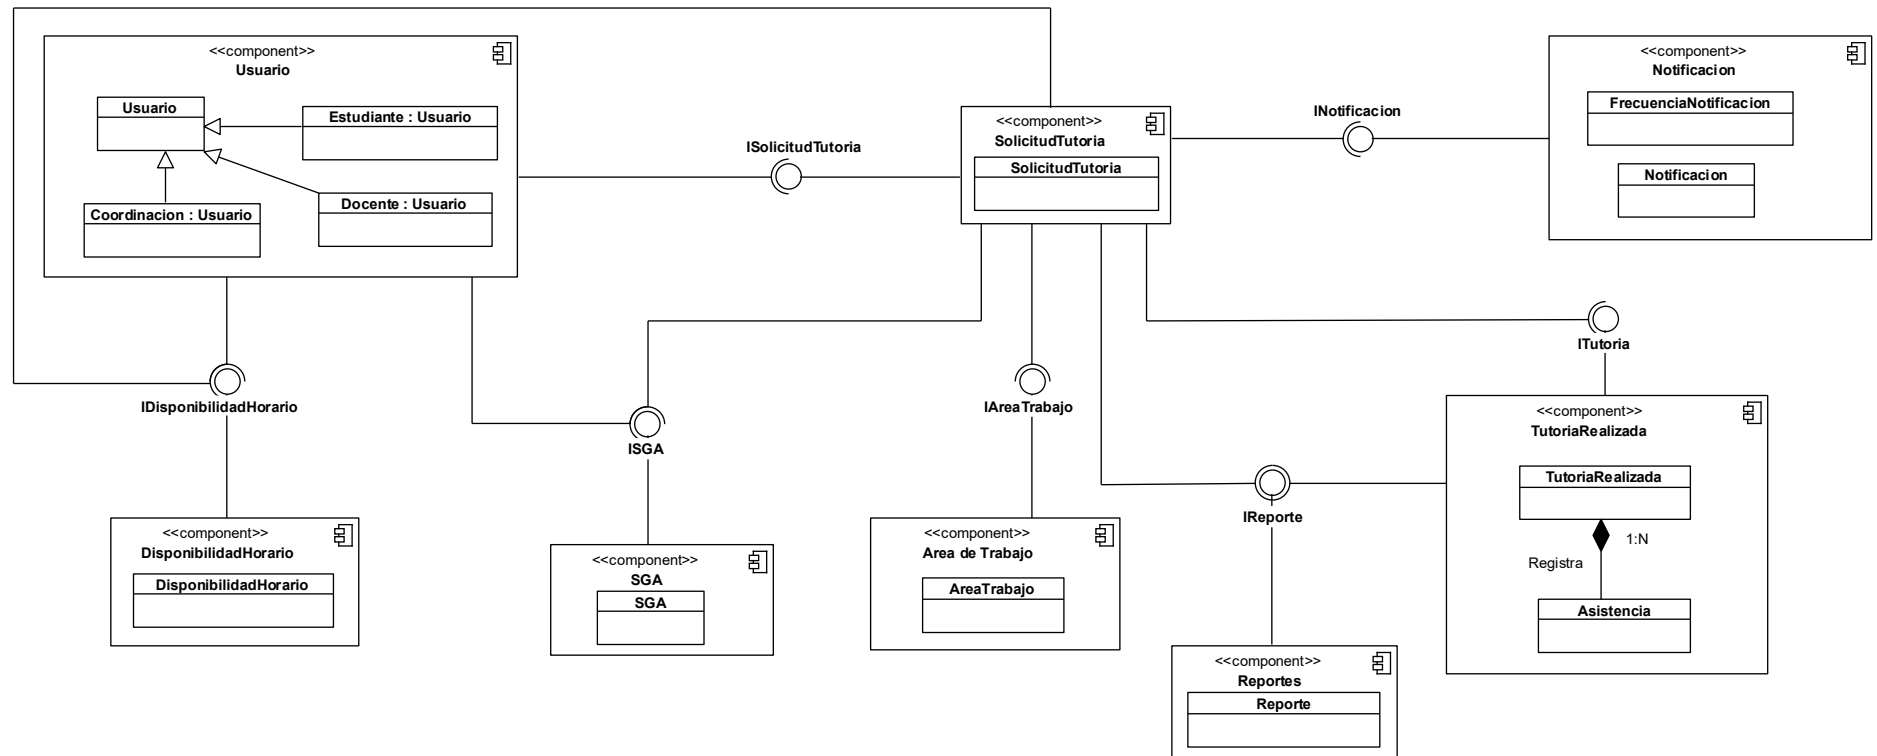 <<component>>
Usuario
Usuario
Estudiante : Usuario
Coordinacion : Usuario
Docente : Usuario
ISolicitudTutoria
<<component>>
SolicitudTutoria
SolicitudTutoria
INotificacion
<<component>>
Notificacion
FrecuenciaNotificacion
Notificacion
IDisponibilidadHorario
ISGA
IAreaTrabajo
ITutoria
IReporte
<<component>>
DisponibilidadHorario
DisponibilidadHorario
<<component>>
SGA
SGA
<<component>>
Area de Trabajo
AreaTrabajo
<<component>>
TutoriaRealizada
TutoriaRealizada
1:N
Registra
Asistencia
<<component>>
Reportes
Reporte